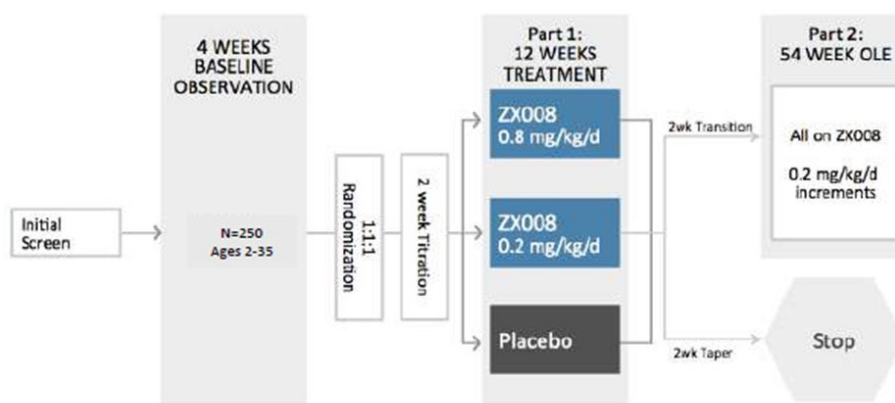 Initial
Screen
4 WEEKS
BASELINE
OBSERVATION
N=250
Ages 2-35
1:1:1
Randomization
2 week Titration
Part 1:
12 WEEKS
TREATMENT
ZX008
0.8 mg/kg/d
ZX008
0.2 mg/kg/d
Placebo
2wk Transition
2wk Taper
Part 2:
54 WEEK OLE
All on ZX008
0.2 mg/kg/d
increments
Stop